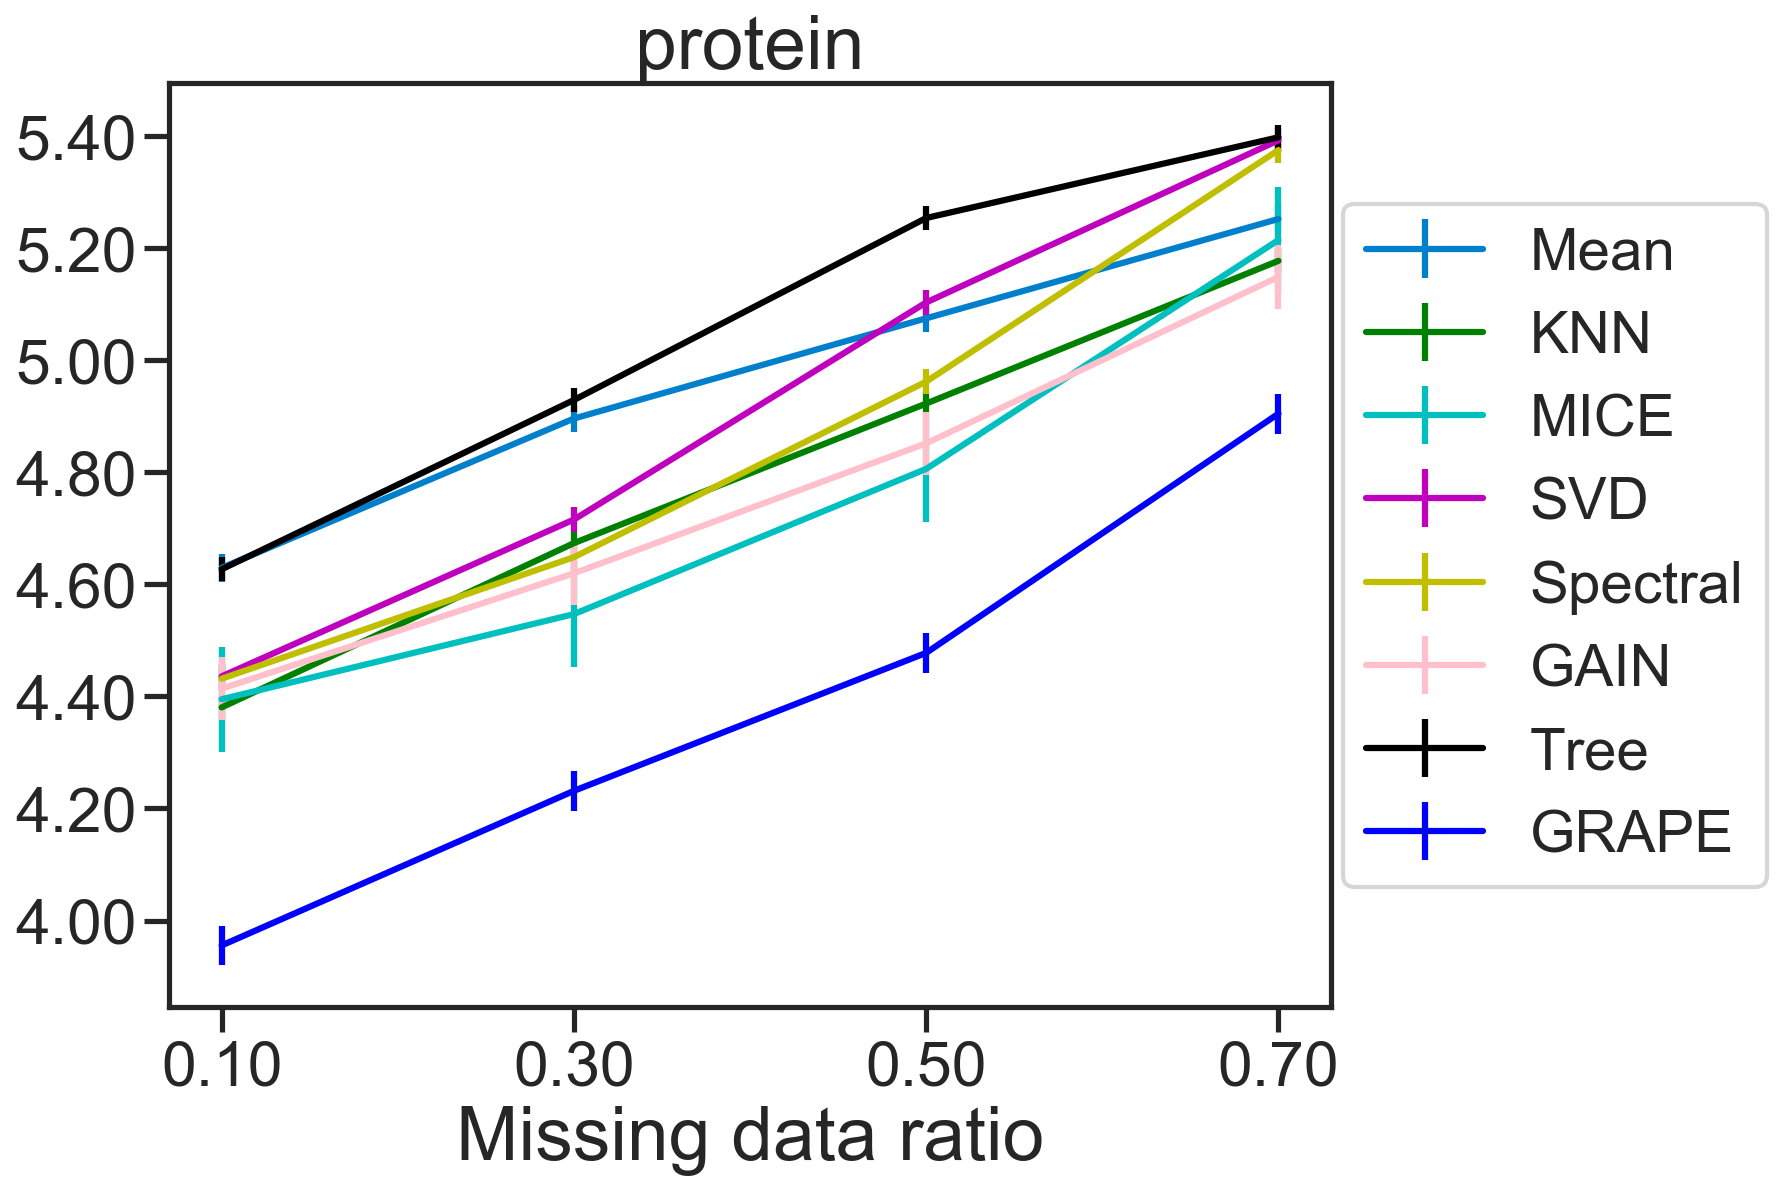 protein
5.40
5.20
5.00
4.80
4.60
4.40
4.20
4.00
0.10 0.30 0.50 0.70
Missing data ratio
Mean
KNN
MICE
SVD
Spectral
GAIN
Tree
GRAPE